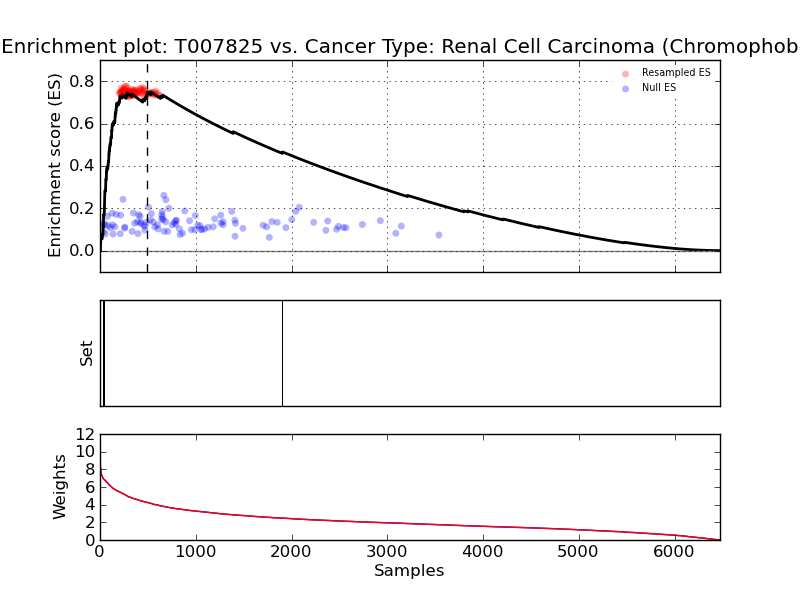 Enrichment plot: T007825 vs. Cancer Type: Renal Cell Carcinoma (Chromophob
Enrichment score (ES)
0.8
0.6
0.4
0.2
0.0
Resampled ES
Null ES
Set
Weights
12
10
8
6
4
2
0
0 1000 2000 3000 4000 5000 6000
Samples